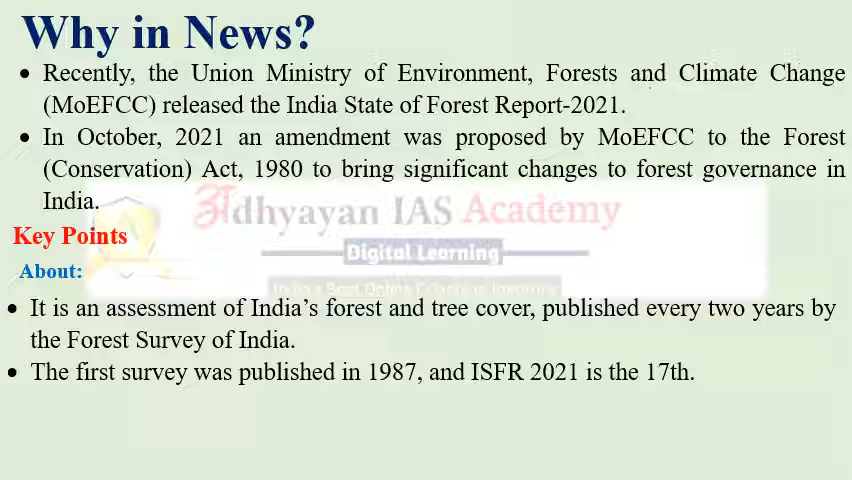 Why in News?
• Recently, the Union Ministry of Environment, Forests and Climate Change
(MoEFCC) released the India State of Forest Report-2021.
• In October, 2021 an amendment was proposed by MoEFCC to the Forest
(Conservation) Act, 1980 to bring significant changes to forest governance in
India.
अdhyayan IAS Academy
Key Points
Digital Learning
About:
India's Best Online
• It is an assessment of India’s forest and tree cover, published every two years by
the Forest Survey of India.
• The first survey was published in 1987, and ISFR 2021 is the 17th.